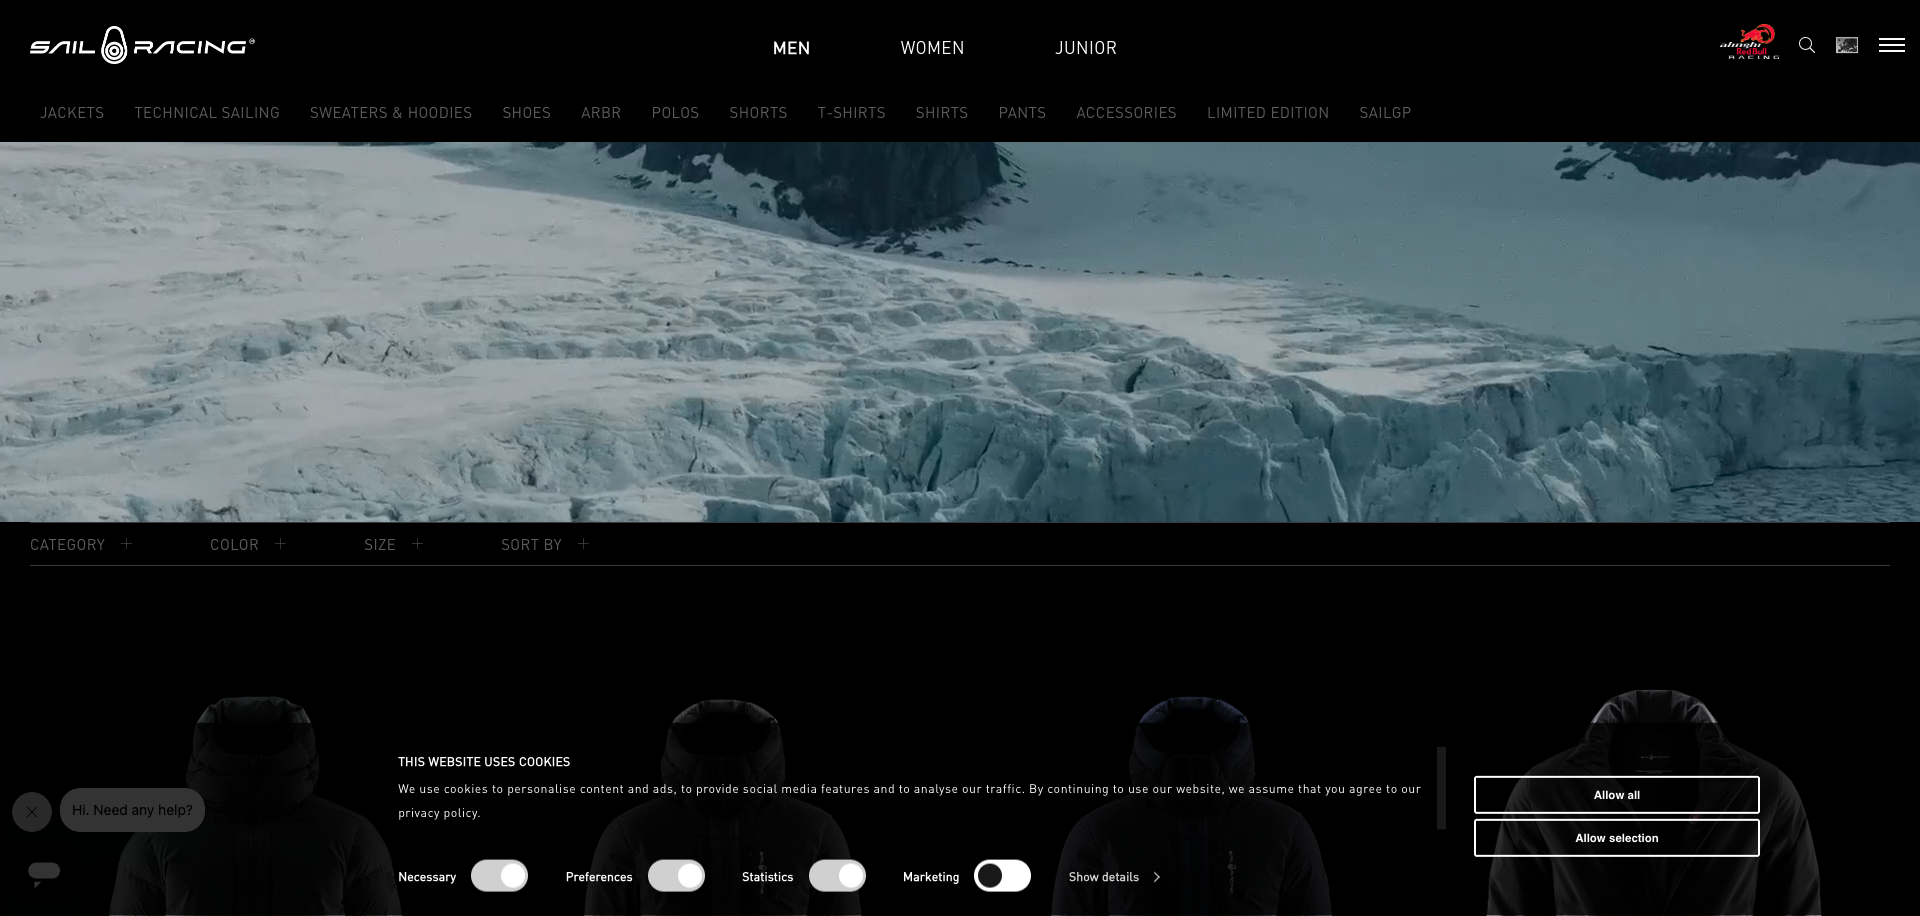 SAIL RACING
MEN
WOMEN
JUNIOR
alinghi
Red Bull
RACING
JACKETS
TECHNICAL SAILING
SWEATERS & HOODIES
SHOES
ARBR
POLOS
SHORTS
T-SHIRTS
SHIRTS
PANTS
ACCESSORIES
LIMITED EDITION
SAILGP
CATEGORY
COLOR
SIZE
SORT BY
THIS WEBSITE USES COOKIES
We use cookies to personalise content and ads, to provide social media features and to analyse our traffic. By continuing to use our website, we assume that you agree to our
privacy policy.
Allow all
Allow selection
Hi. Need any help?
Necessary
Preferences
Statistics
Marketing
Show details